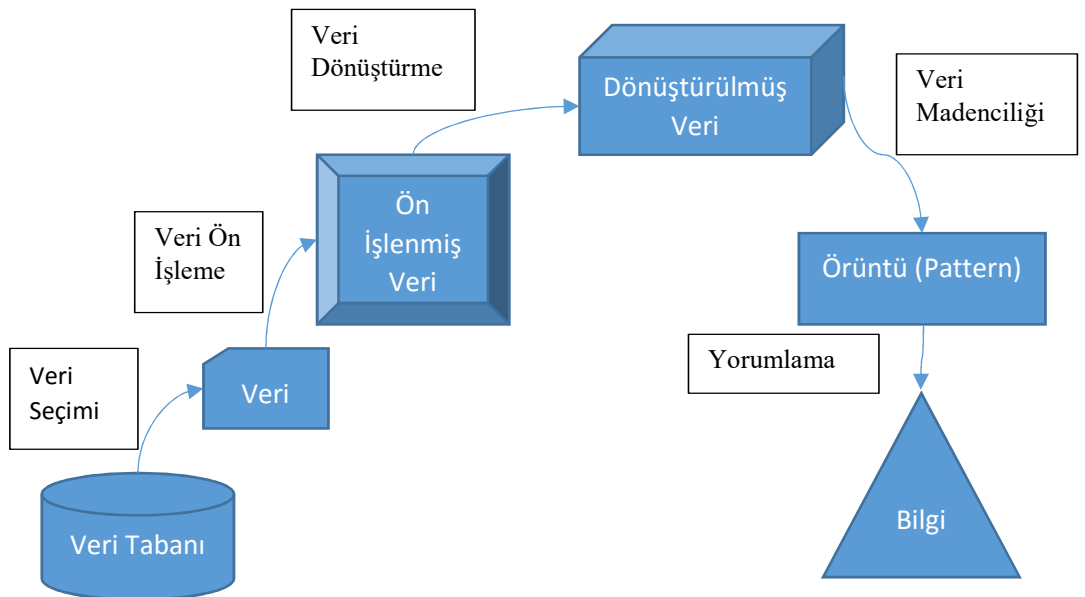 Veri
Dönüştürme
Dönüştürülmüş
Veri
Veri
Madenciliği
Veri Ön
İşleme
Ön
İşlenmiş
Veri
Örüntü (Pattern)
Veri
Seçimi
Veri
Yorumlama
Veri Tabanı
Bilgi